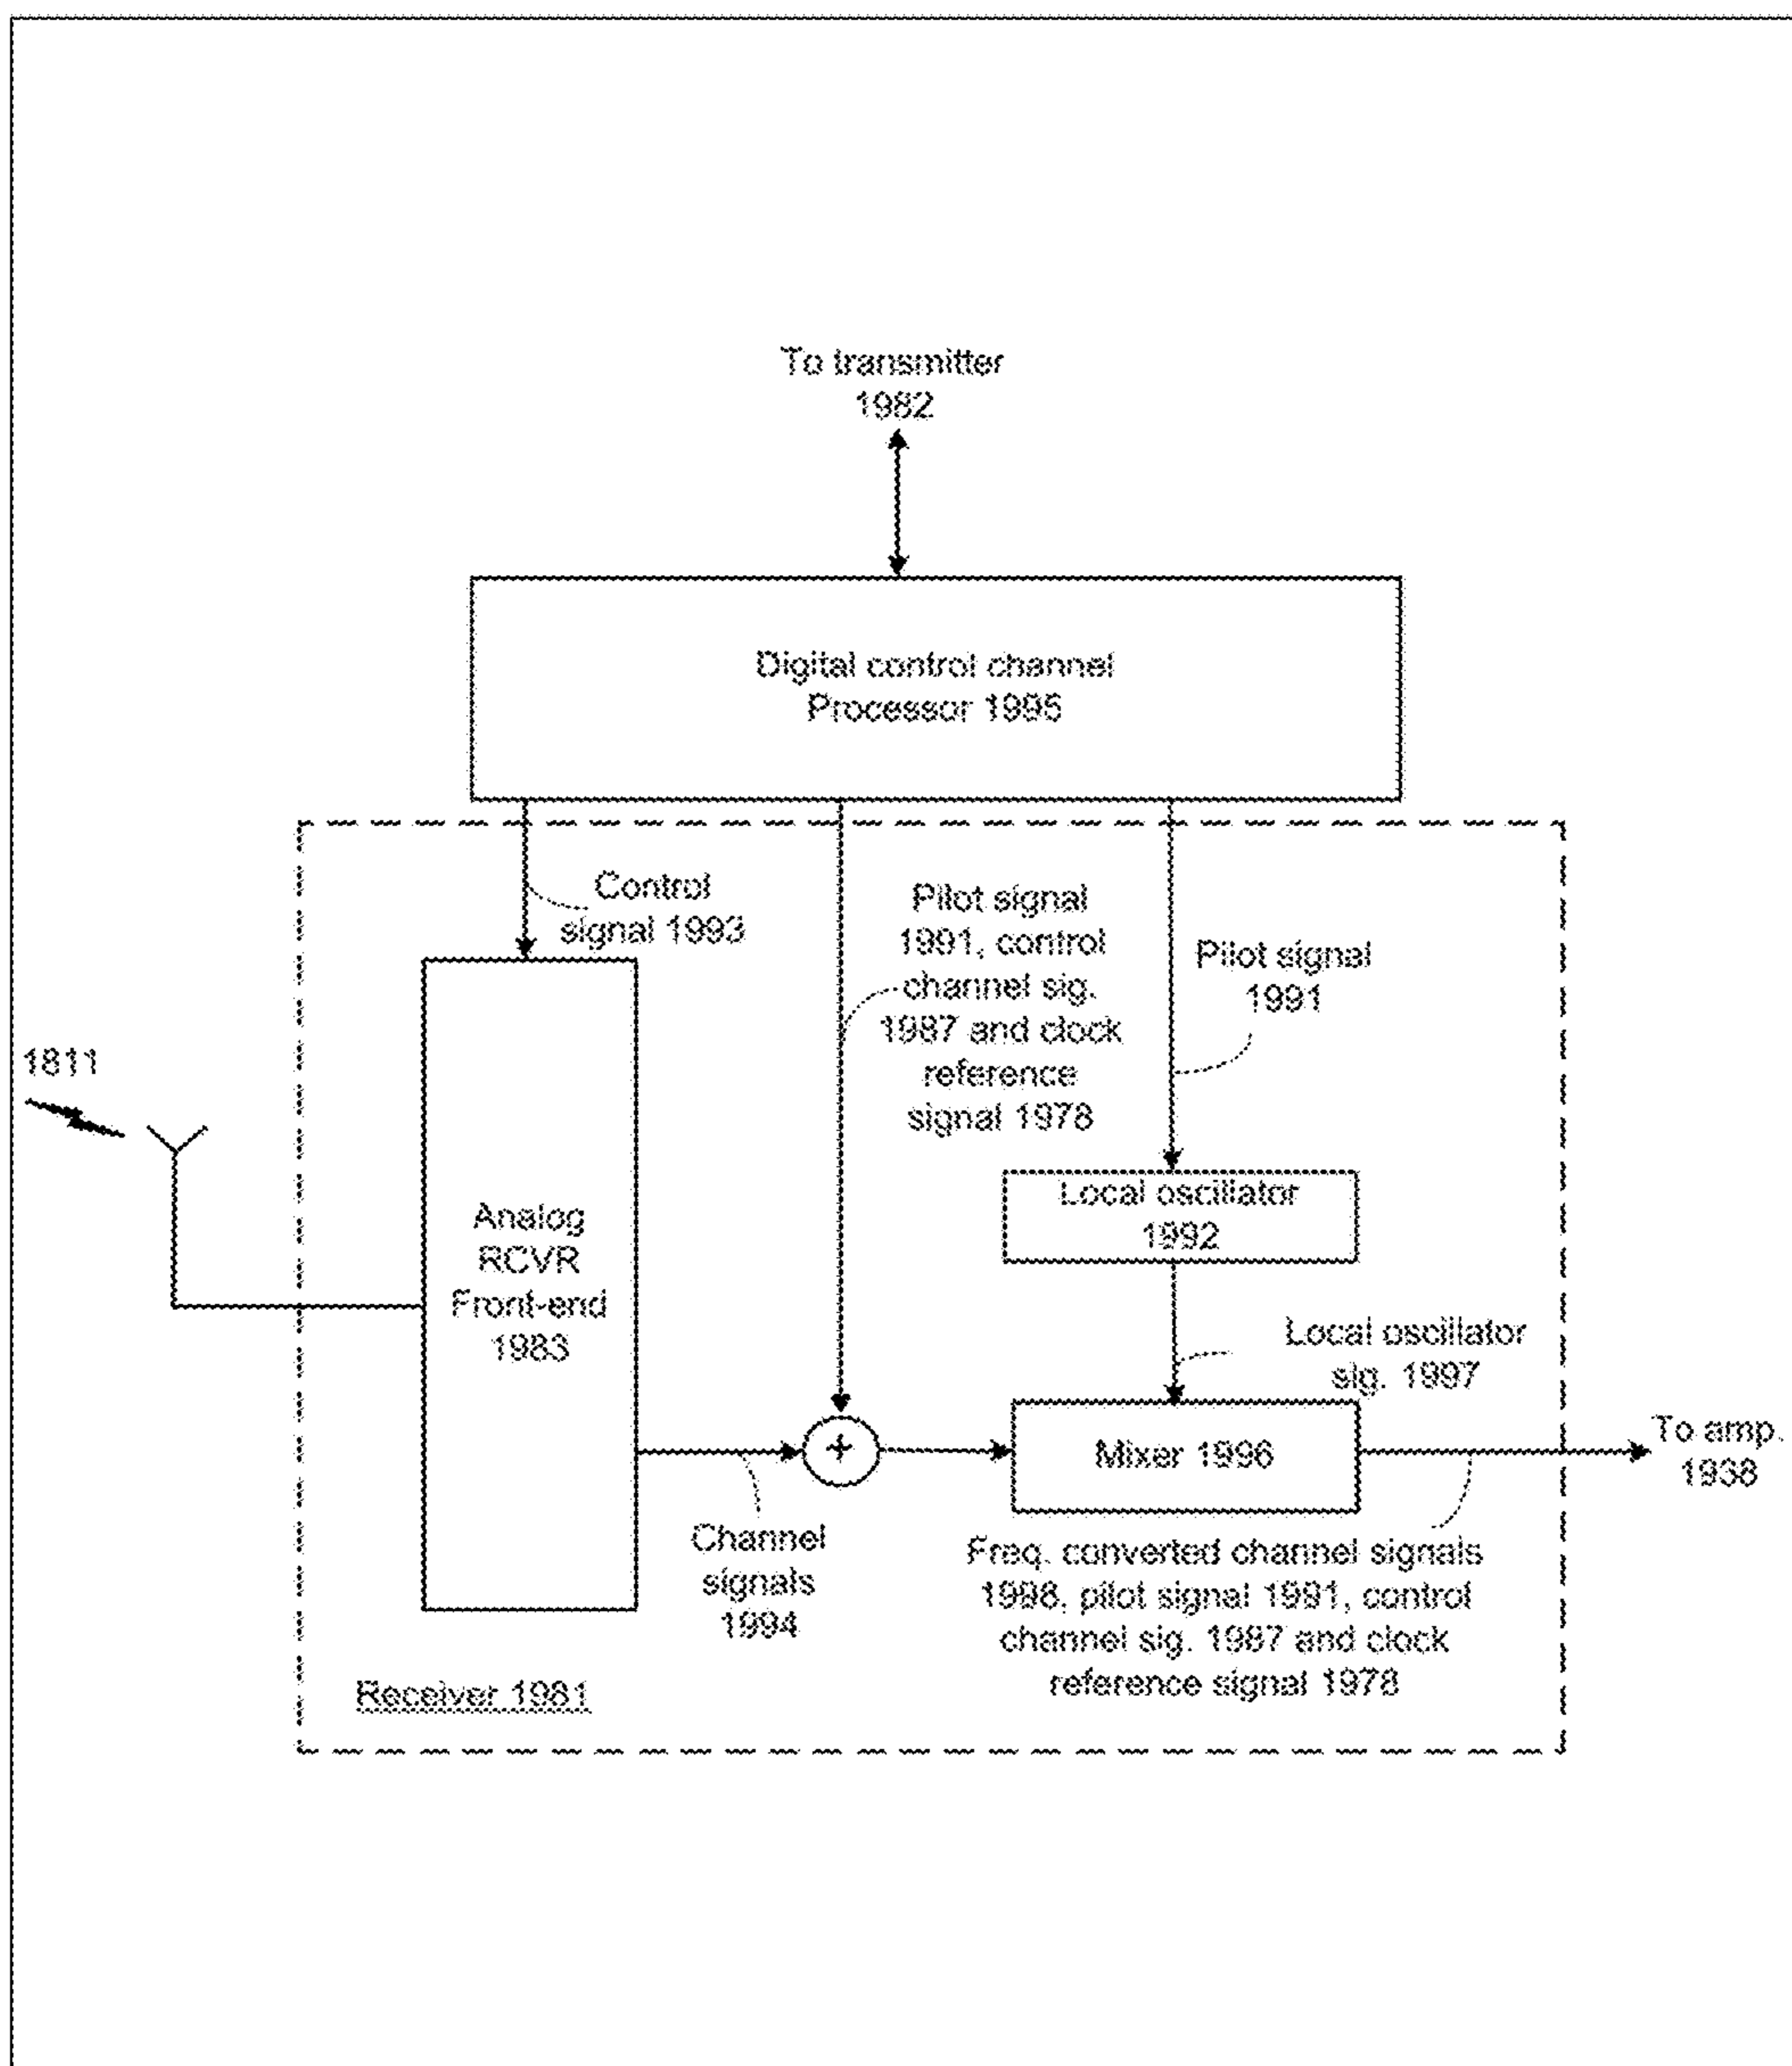 To transmitter
1982
Digital control channel
Processor 1995
Control
signal 1993
Pilot signal
1991, control
channel sig.
1987 and clock
reference
signal 1978
Pilot signal
1991
1811
Local oscillator
1992
Analog
RCVR
Front-end
1983
Local oscillator
sig. 1997
+
Mixer 1996
To amp.
1938
Channel
signals
1994
Freq. converted channel signals
1998, pilot signal 1991, control
channel sig. 1987 and clock
reference signal 1978
Receiver 1981